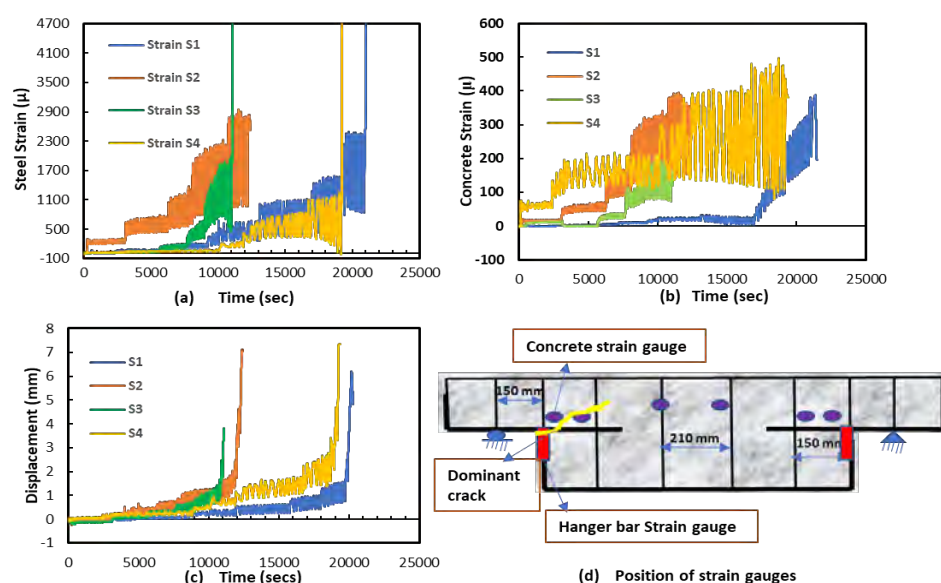 4700
4100
3500
2900
2300
1700
1100
500
-100
Steel Strain (µ)
Strain S1
Strain S2
Strain S3
Strain S4
0 5000 10000 15000 20000 25000
(a) Time (sec)
600
500
400
300
200
100
0
-100
Concrete Strain (µ)
S1
S2
S3
S4
0 5000 10000 15000 20000 25000
(b) Time (sec)
8
7
6
5
4
3
2
1
0
-1
Displacement (mm)
S1
S2
S3
S4
0 5000 10000 15000 20000 25000
(c) Time (secs)
Concrete strain gauge
150 mm
210 mm
150 mm
Dominant
crack
Hanger bar Strain gauge
(d) Position of strain gauges